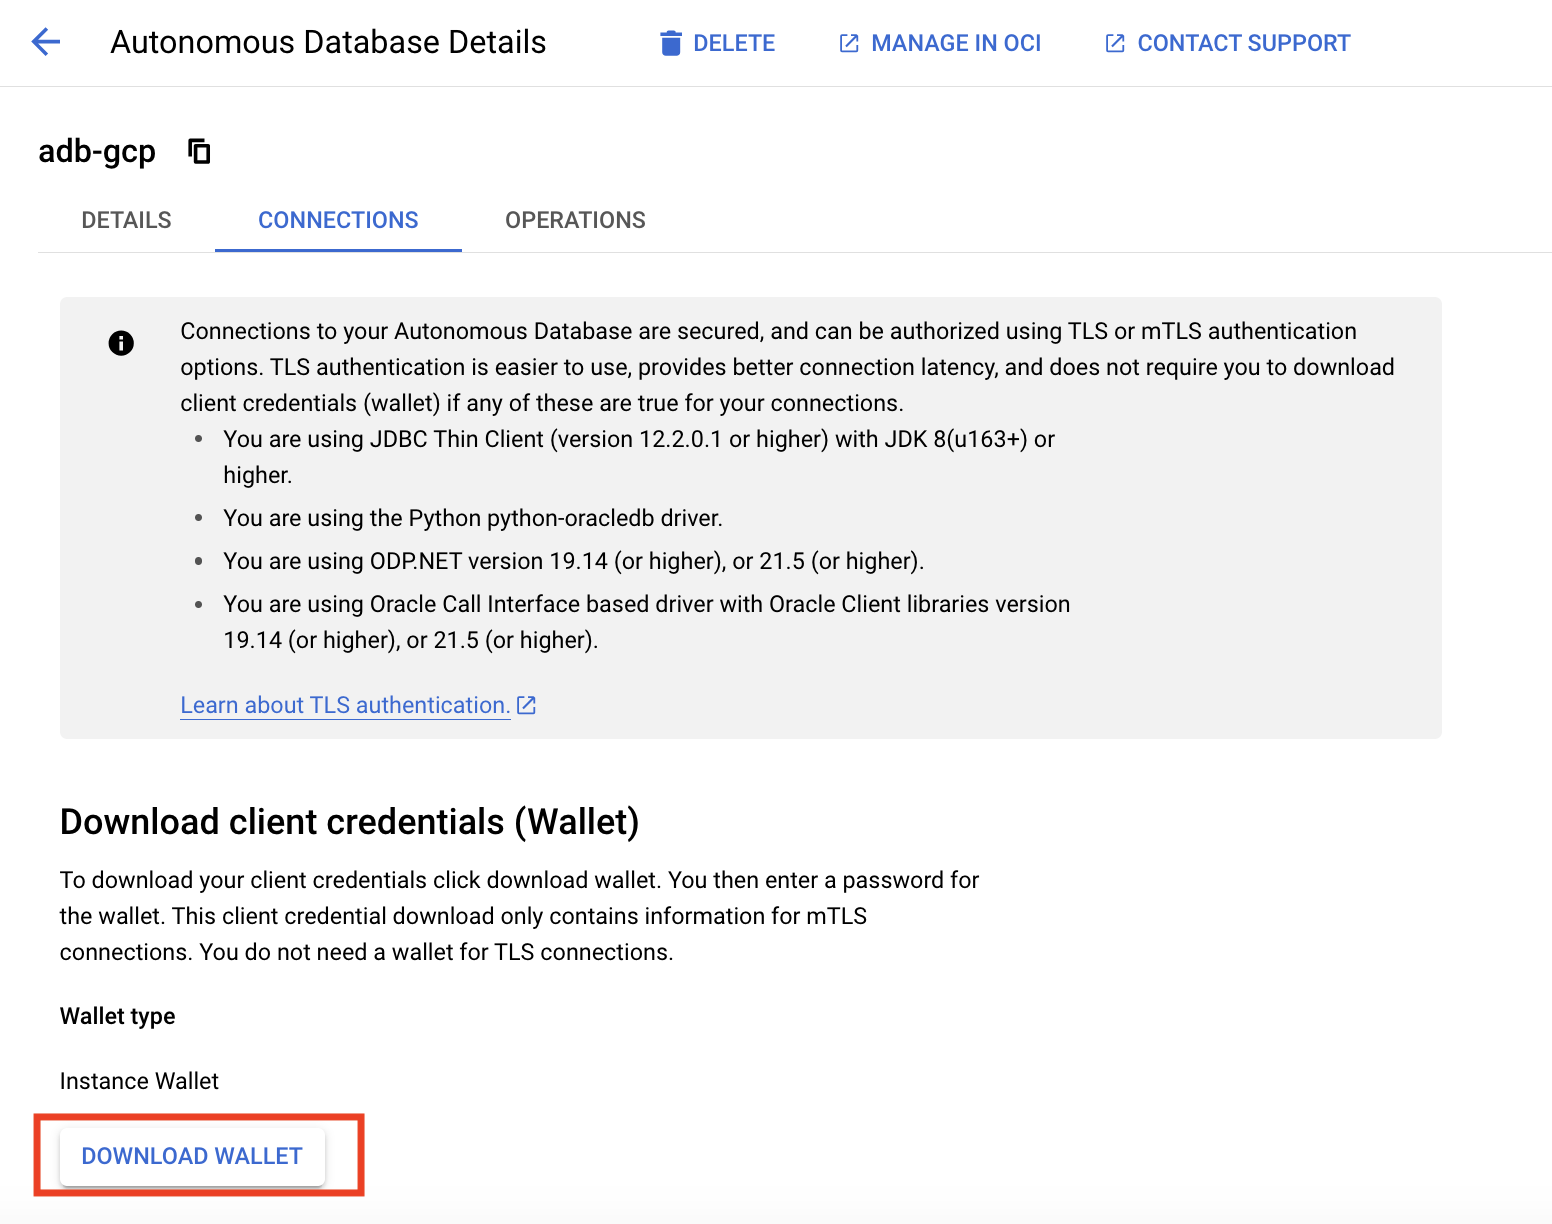 Autonomous Database Details
DELETE
MANAGE IN OCI
CONTACT SUPPORT
adb-gcp
DETAILS
CONNECTIONS
OPERATIONS
Connections to your Autonomous Database are secured, and can be authorized using TLS or mTLS authentication
options. TLS authentication is easier to use, provides better connection latency, and does not require you to download
client credentials (wallet) if any of these are true for your connections.
• You are using JDBC Thin Client (version 12.2.0.1 or higher) with JDK 8(u163+) or
higher.
• You are using the Python python-oracledb driver.
• You are using ODP.NET version 19.14 (or higher), or 21.5 (or higher).
• You are using Oracle Call Interface based driver with Oracle Client libraries version
19.14 (or higher), or 21.5 (or higher).
Learn about TLS authentication.
Download client credentials (Wallet)
To download your client credentials click download wallet. You then enter a password for
the wallet. This client credential download only contains information for mTLS
connections. You do not need a wallet for TLS connections.
Wallet type
Instance Wallet
DOWNLOAD WALLET